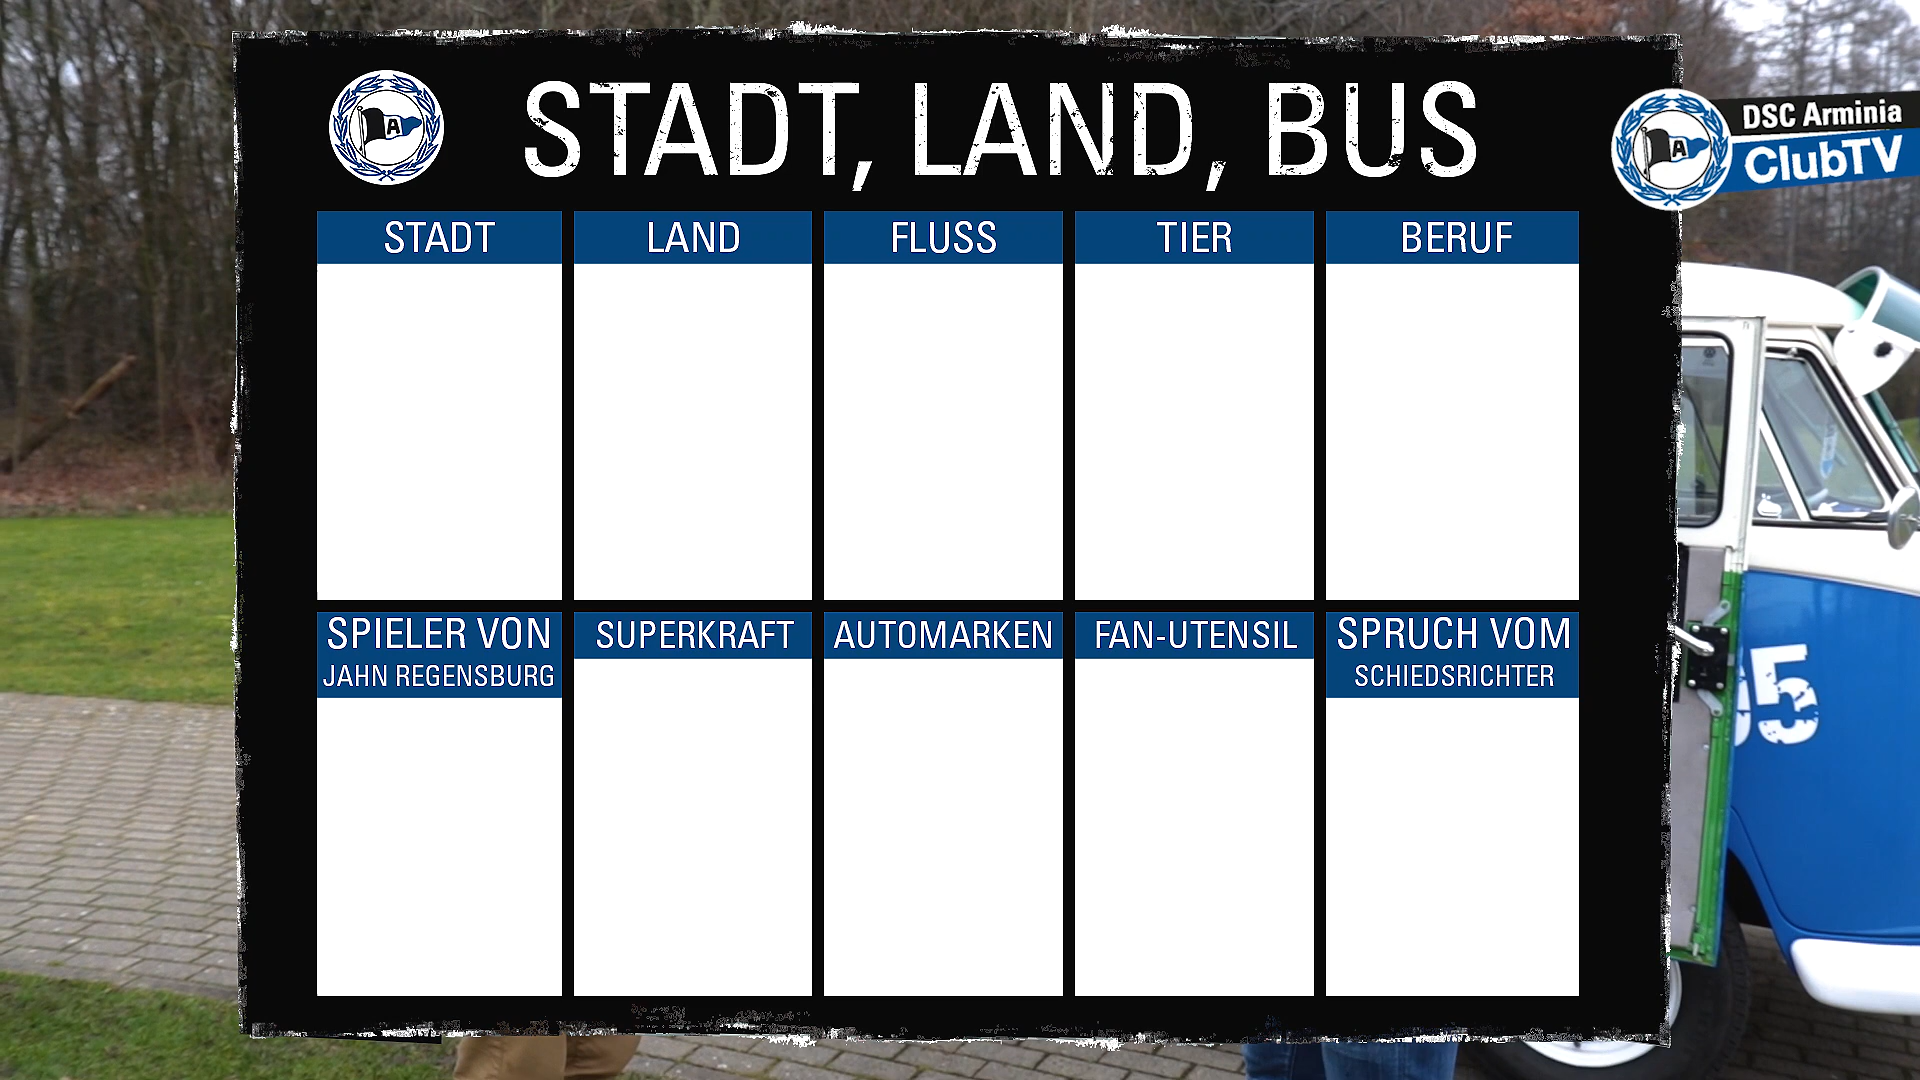 STADT, LAND, BUS
A
DSC Arminia
ClubTV
A
STADT
LAND
FLUSS
TIER
BERUF
SPIELER VON
JAHN REGENSBURG
SUPERKRAFT
AUTOMARKEN
FAN-UTENSIL
SPRUCH VOM
SCHIEDSRICHTER
5